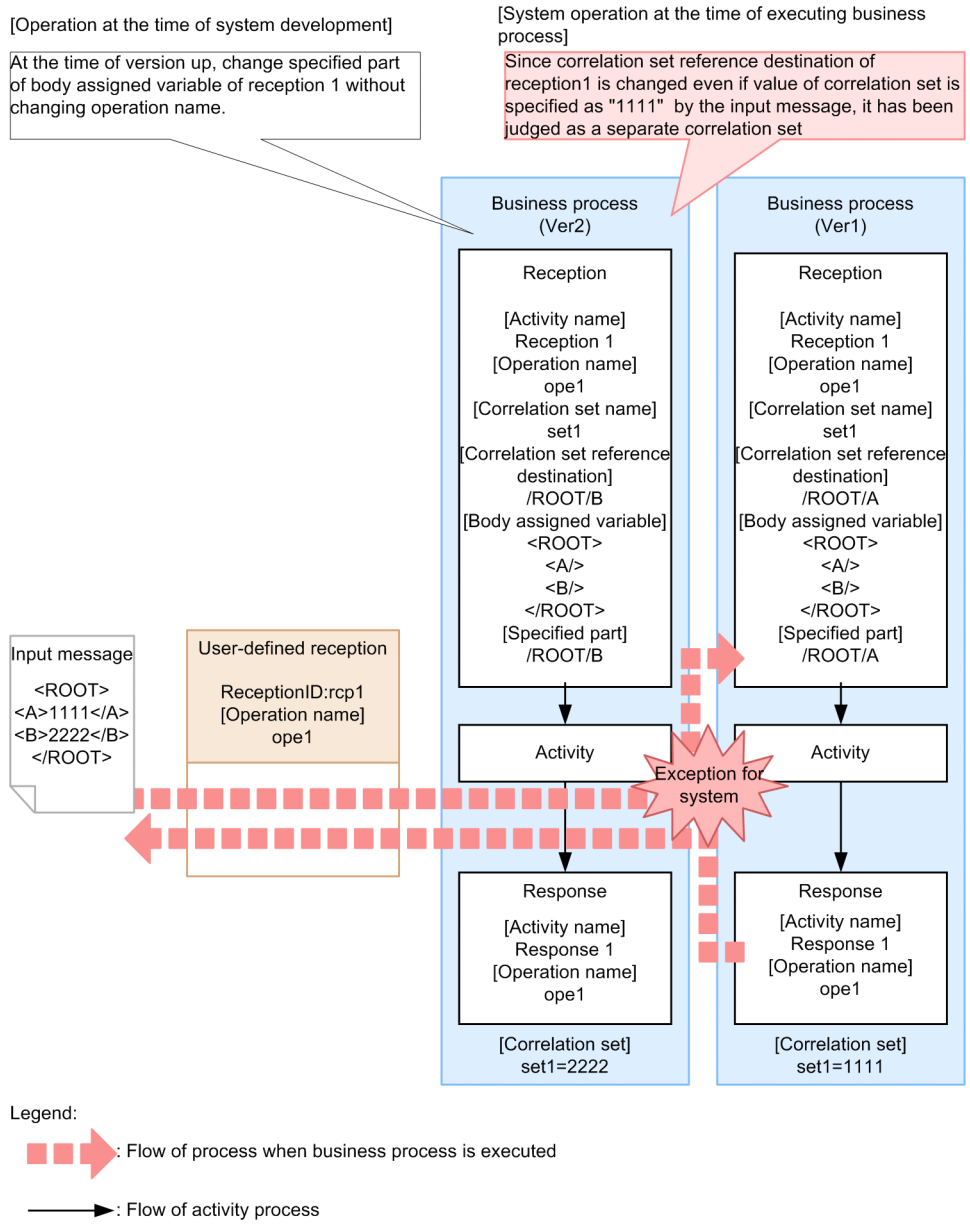 [Operation at the time of system development]
At the time of version up, change specified part
of body assigned variable of reception 1 without
changing operation name.
[System operation at the time of executing business
process]
Since correlation set reference destination of
reception1 is changed even if value of correlation set is
specified as "1111"  by the input message, it has been
judged as a separate correlation set
Business process
(Ver2)
Reception
[Activity name]
Reception 1
[Operation name]
ope1
[Correlation set name]
set1
[Correlation set reference
destination]
/ROOT/B
[Body assigned variable]
<ROOT>
<A/>
<B/>
</ROOT>
[Specified part]
/ROOT/B
Activity
Response
[Activity name]
Response 1
[Operation name]
ope1
[Correlation set]
set1=2222
Business process
(Ver1)
Reception
[Activity name]
Reception 1
[Operation name]
ope1
[Correlation set name]
set1
[Correlation set reference
destination]
/ROOT/A
[Body assigned variable]
<ROOT>
<A/>
<B/>
</ROOT>
[Specified part]
/ROOT/A
Activity
Response
[Activity name]
Response 1
[Operation name]
ope1
[Correlation set]
set1=1111
Input message
<ROOT>
<A>1111</A>
<B>2222</B>
</ROOT>
User-defined reception
ReceptionID:rcp1
[Operation name]
ope1
Exception for
system
Legend:
: Flow of process when business process is executed
: Flow of activity process